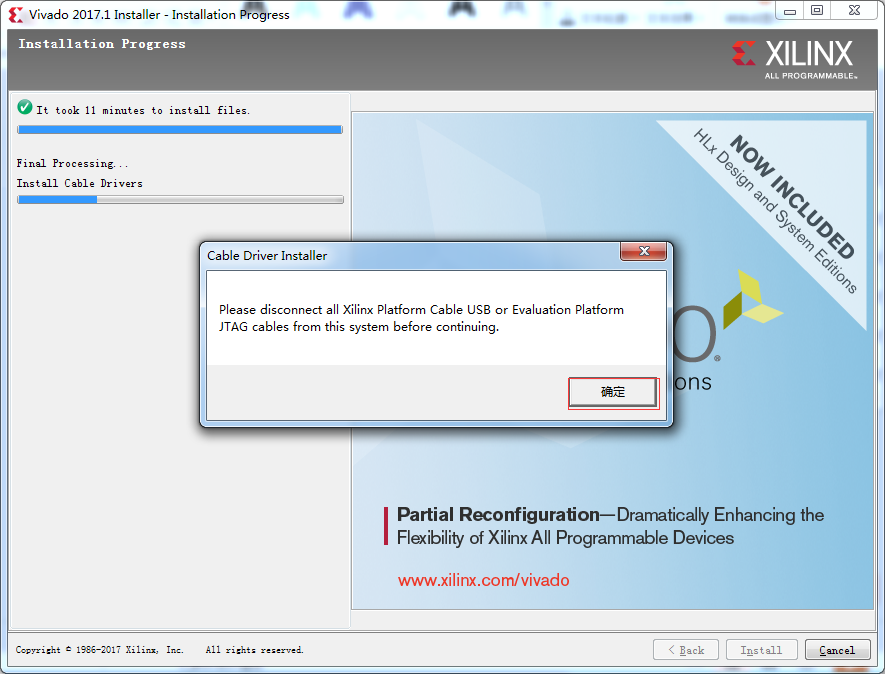 Vivado 2017.1 Installer - Installation Progress
Installation Progress
XILINX
ALL PROGRAMMABLE™
It took 11 minutes to install files.
Final Processing...
Install Cable Drivers
NOW INCLUDED
HLx Design and System Editions
Cable Driver Installer
Please disconnect all Xilinx Platform Cable USB or Evaluation Platform
JTAG cables from this system before continuing.
确定
Partial Reconfiguration—Dramatically Enhancing the
Flexibility of Xilinx All Programmable Devices
www.xilinx.com/vivado
Copyright © 1986-2017 Xilinx, Inc. All rights reserved.
< Back
Install
Cancel